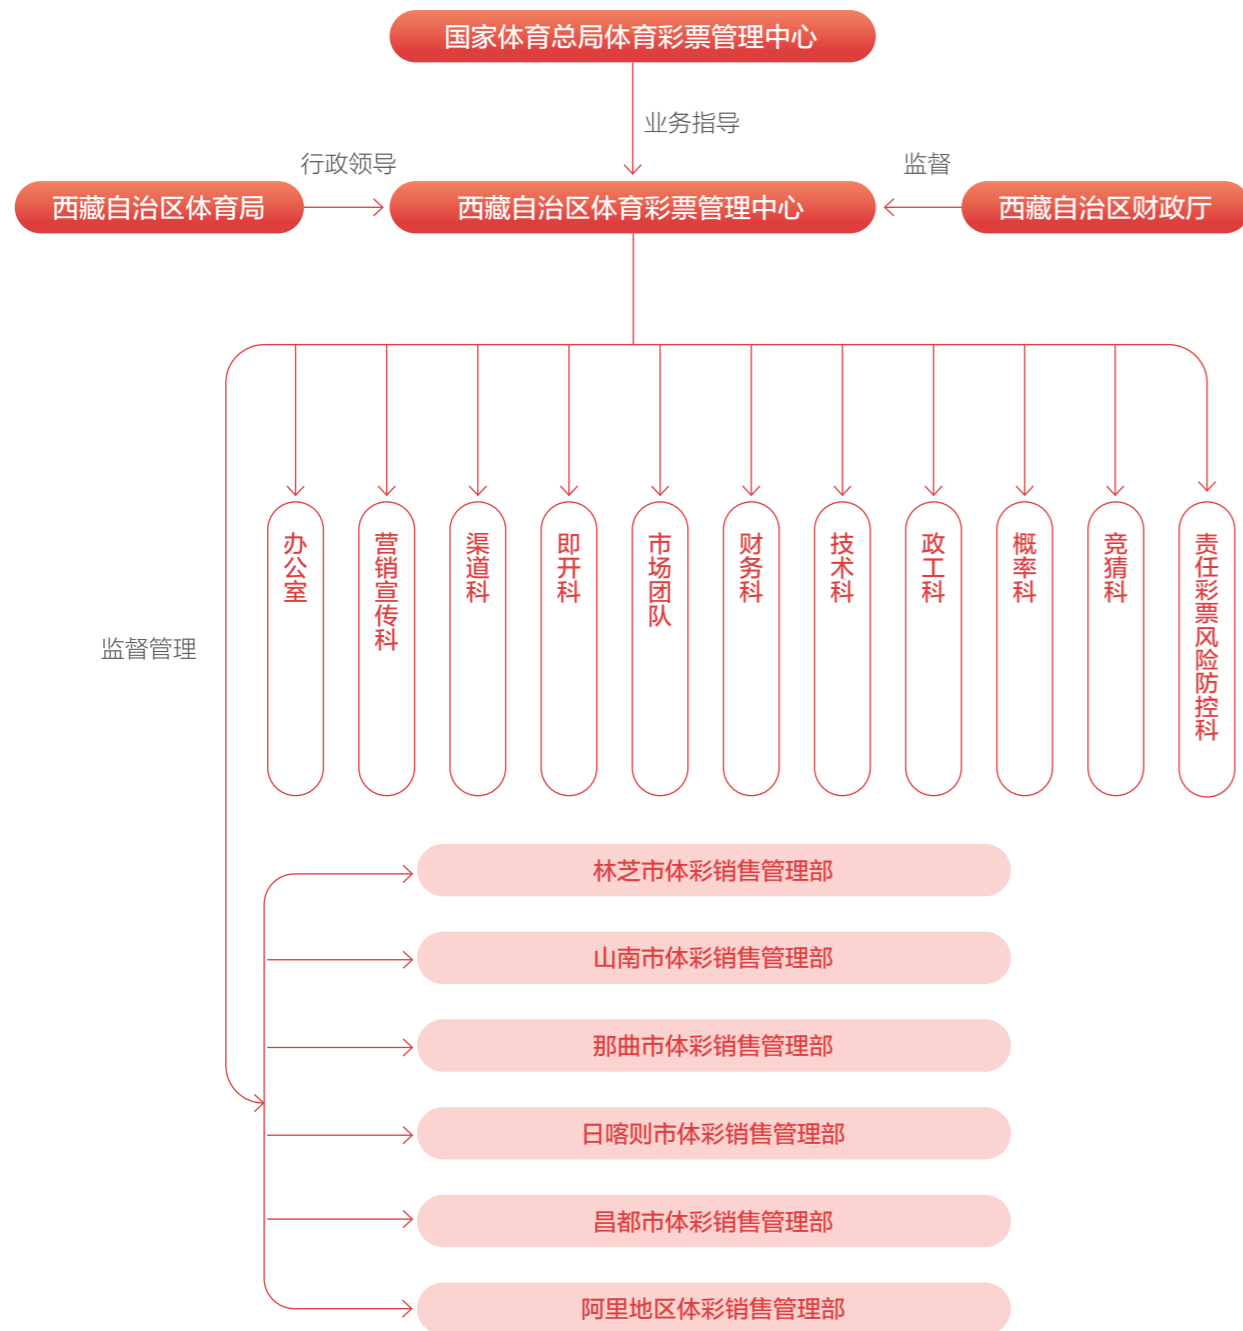 国家体育总局体育彩票管理中心
业务指导
行政领导
监督
西藏自治区体育局
西藏自治区体育彩票管理中心
西藏自治区财政厅
办公室
营销宣传科
渠道科
即开科
市场团队
财务科
技术科
政工科
概率科
竞猜科
责任彩票风险防控科
监督管理
林芝市体彩销售管理部
山南市体彩销售管理部
那曲市体彩销售管理部
日喀则市体彩销售管理部
昌都市体彩销售管理部
阿里地区体彩销售管理部